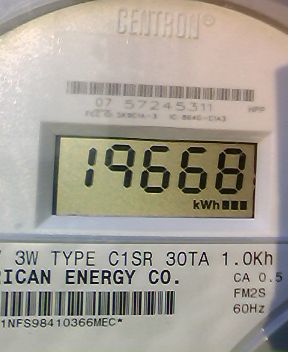 CENTRON®
07 57245311
19668
kWh
3W TYPE C1SR 30TA 1.0Kh
RICAN ENERGY CO.
CA 0.5
FM2S
60Hz
1NFS98410366MEC*